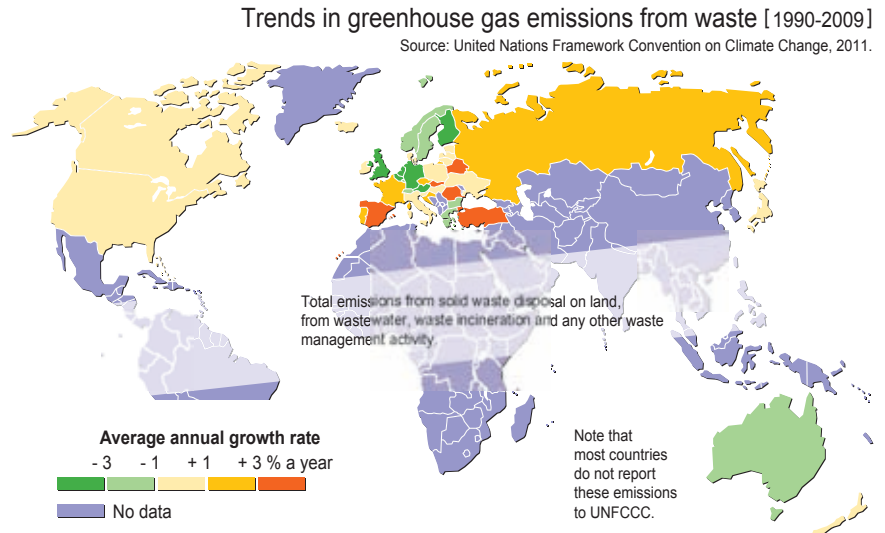 Trends in greenhouse gas emissions from waste [1990-2009]
Source: United Nations Framework Convention on Climate Change, 2011.
Total emissions from solid waste disposal on land,
from wastewater, waste incineration and any other waste
management activity.
Average annual growth rate
- 3 - 1 + 1 + 3 % a year
No data
Note that
most countries
do not report
these emissions
to UNFCCC.